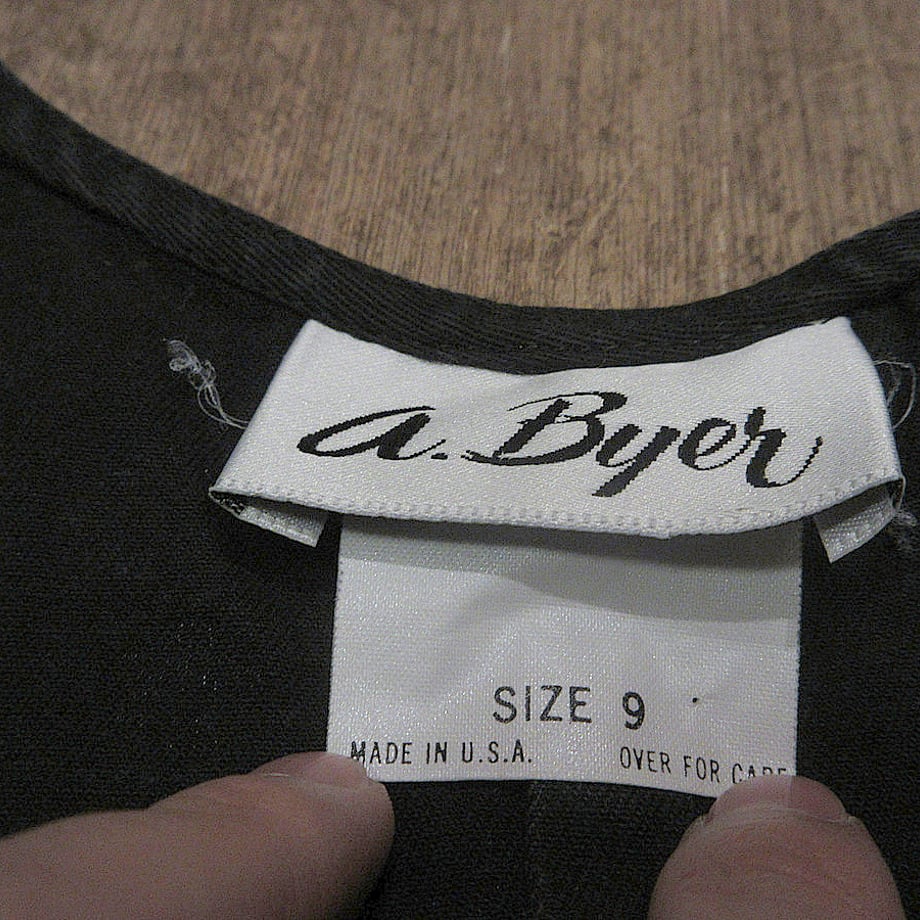 a. Byer
SIZE 9
MADE IN U.S.A. OVER FOR CARE